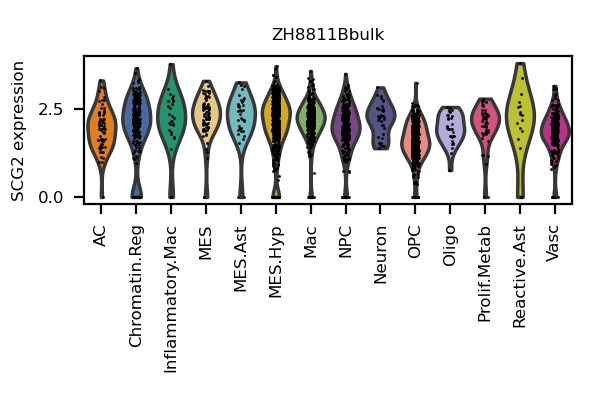 ZH8811Bbulk
SCG2 expression
2.5
0.0
AC
Chromatin.Reg
Inflammatory.Mac
MES
MES.Ast
MES.Hyp
Mac
NPC
Neuron
OPC
Oligo
Prolif.Metab
Reactive.Ast
Vasc